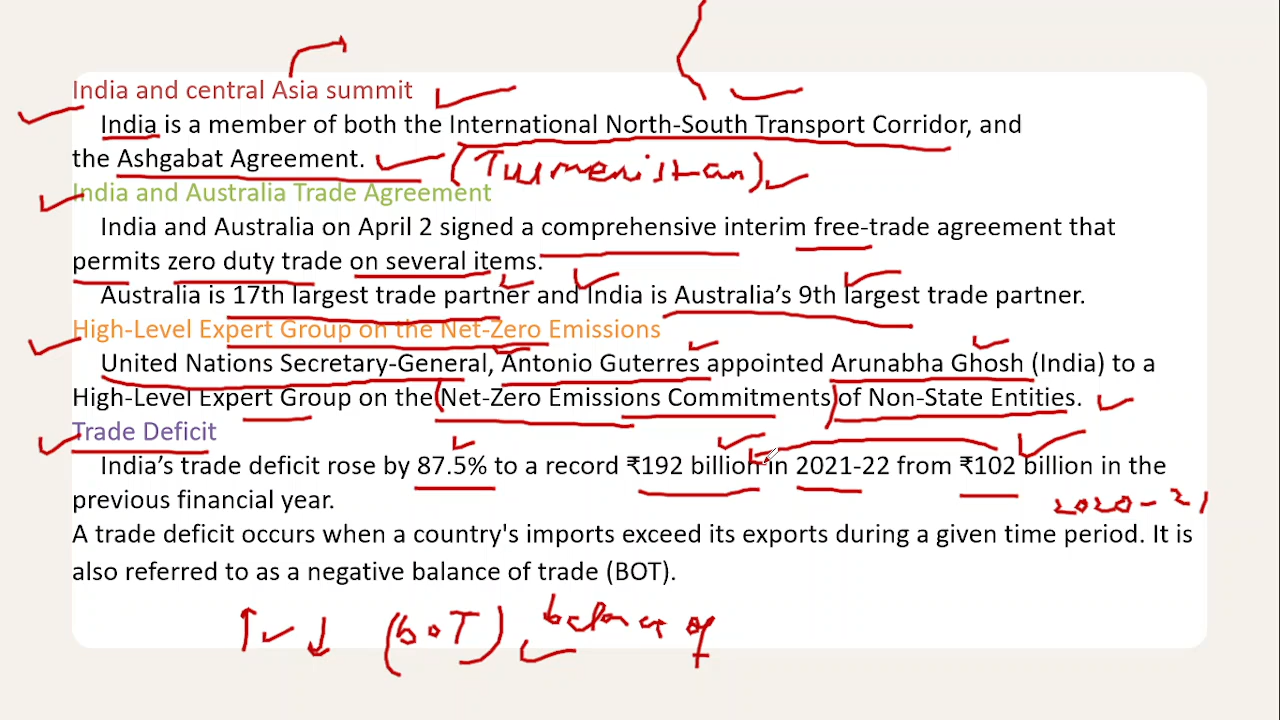 India and central Asia summit
India is a member of both the International North-South Transport Corridor, and
the Ashgabat Agreement. (Turmenistan)
India and Australia Trade Agreement
India and Australia on April 2 signed a comprehensive interim free-trade agreement that
permits zero duty trade on several items.
Australia is 17th largest trade partner and India is Australia’s 9th largest trade partner.
High-Level Expert Group on the Net-Zero Emissions
United Nations Secretary-General, Antonio Guterres appointed Arunabha Ghosh (India) to a
High-Level Expert Group on the Net-Zero Emissions Commitments of Non-State Entities.
Trade Deficit
India’s trade deficit rose by 87.5% to a record ₹192 billion in 2021-22 from ₹102 billion in the
previous financial year. 2020-21
A trade deficit occurs when a country's imports exceed its exports during a given time period. It is
also referred to as a negative balance of trade (BOT).
(BOT) balance of